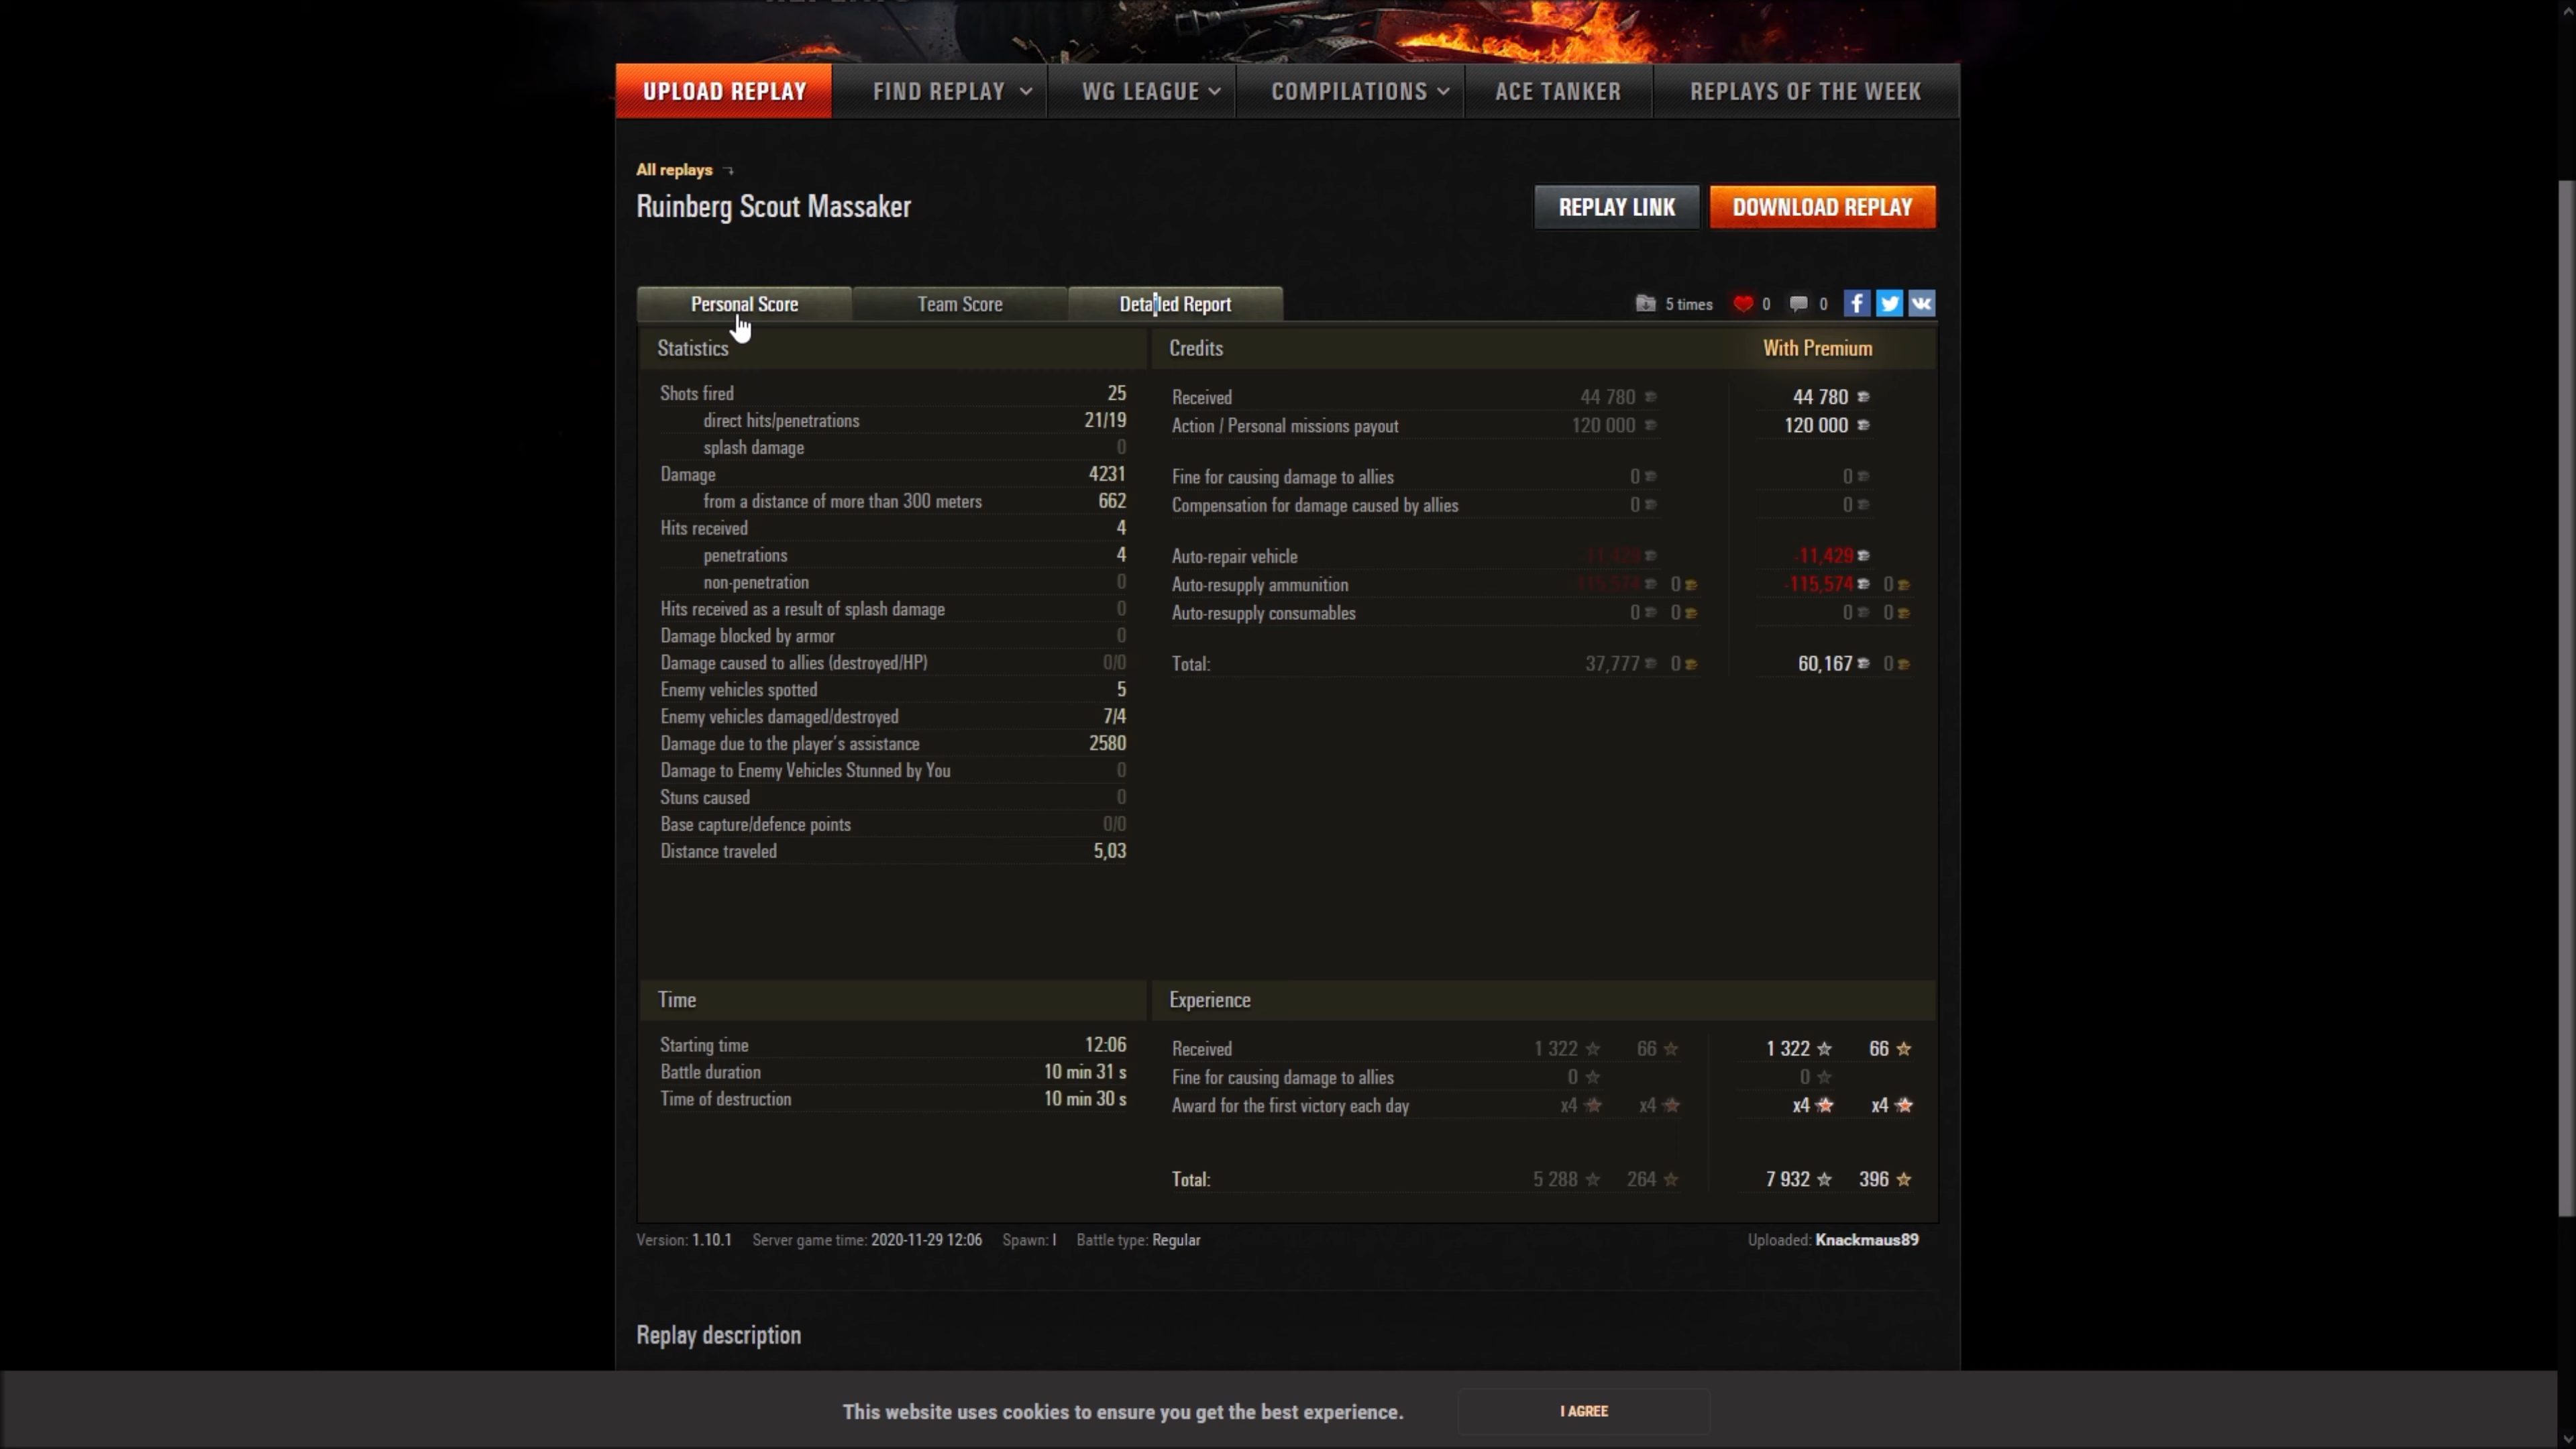 UPLOAD REPLAY FIND REPLAY WG LEAGUE COMPILATIONS ACE TANKER REPLAYS OF THE WEEK
All replays
Ruinberg Scout Massaker
REPLAY LINK DOWNLOAD REPLAY
Personal Score Team Score Detailed Report 5 times 0 0
Statistics Credits With Premium
Shots fired 25
direct hits/penetrations 21/19
splash damage 0
Damage 4231
from a distance of more than 300 meters 662
Hits received 4
penetrations 4
non-penetration 0
Hits received as a result of splash damage 0
Damage blocked by armor 0
Damage caused to allies (destroyed/HP) 0/0
Enemy vehicles spotted 5
Enemy vehicles damaged/destroyed 7/4
Damage due to the player's assistance 2580
Damage to Enemy Vehicles Stunned by You 0
Stuns caused 0
Base capture/defence points 0/0
Distance traveled 5,03
Received 44 780 44 780
Action / Personal missions payout 120 000 120 000
Fine for causing damage to allies 0 0
Compensation for damage caused by allies 0 0
Auto-repair vehicle -11,429 -11,429
Auto-resupply ammunition -115,574 0 -115,574 0
Auto-resupply consumables 0 0 0 0
Total: 37,777 0 60,167 0
Time
Starting time 12:06
Battle duration 10 min 31 s
Time of destruction 10 min 30 s
Experience
Received 1 322 66 1 322 66
Fine for causing damage to allies 0 0
Award for the first victory each day x4 x4 x4 x4
Total: 5 288 264 7 932 396
Version: 1.10.1 Server game time: 2020-11-29 12:06 Spawn: I Battle type: Regular Uploaded: Knackmaus89
Replay description
This website uses cookies to ensure you get the best experience. I AGREE